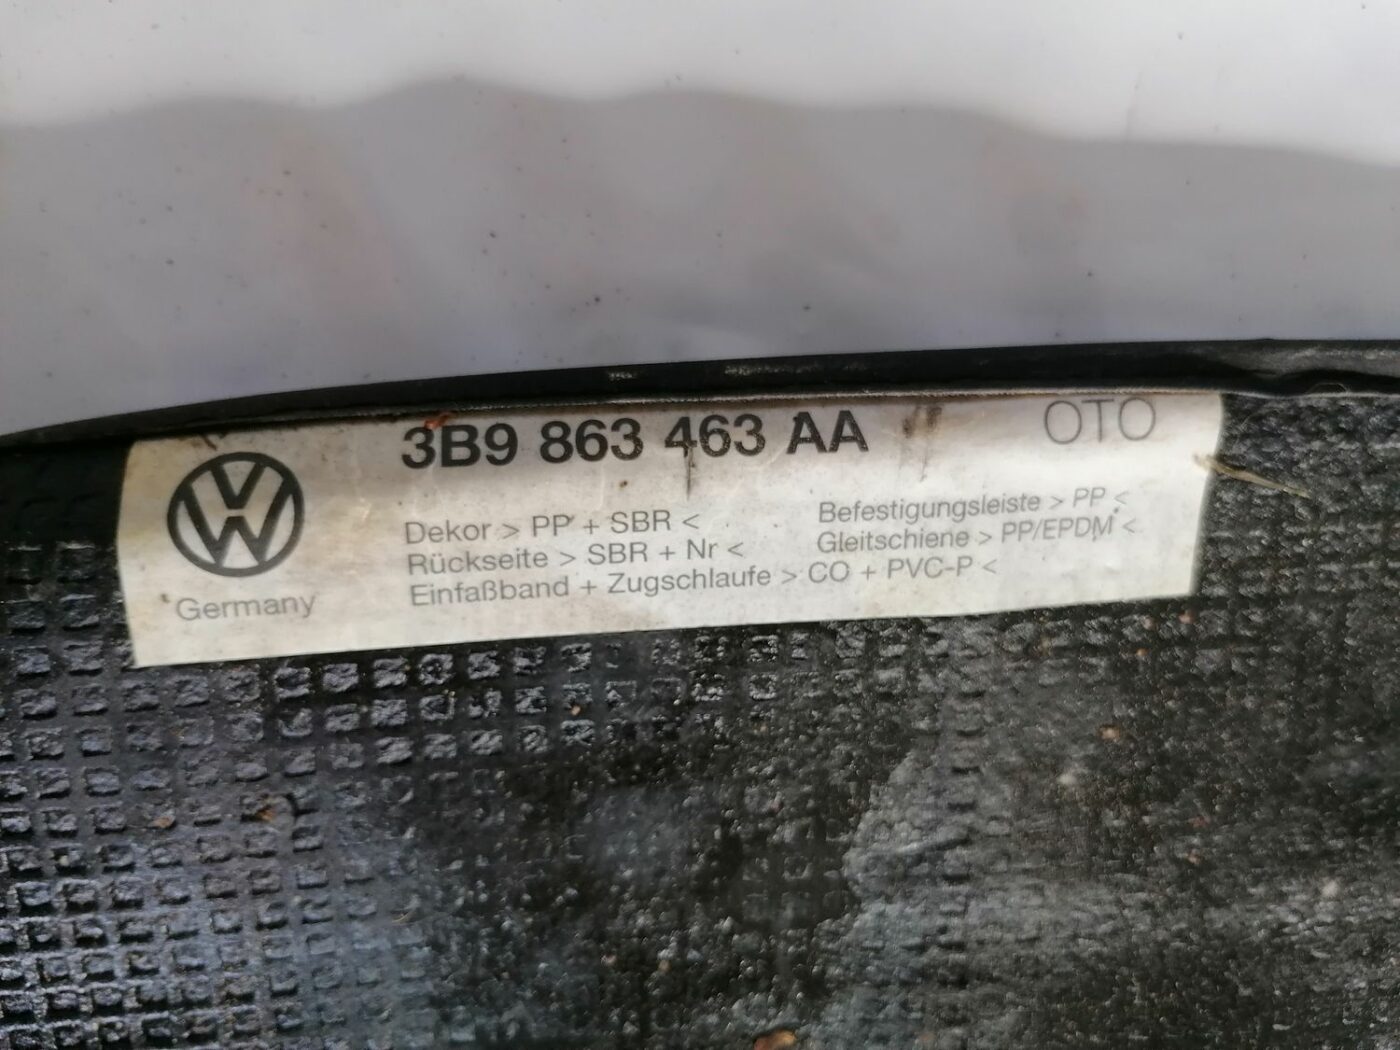 3B9 863 463 AA OTO
Dekor > PP + SBR < Befestigungsleiste > PP <
Rückseite > SBR + Nr < Gleitschiene > PP/EPDM <
Einfaßband + Zugschlaufe > CO + PVC-P <
VW
Germany